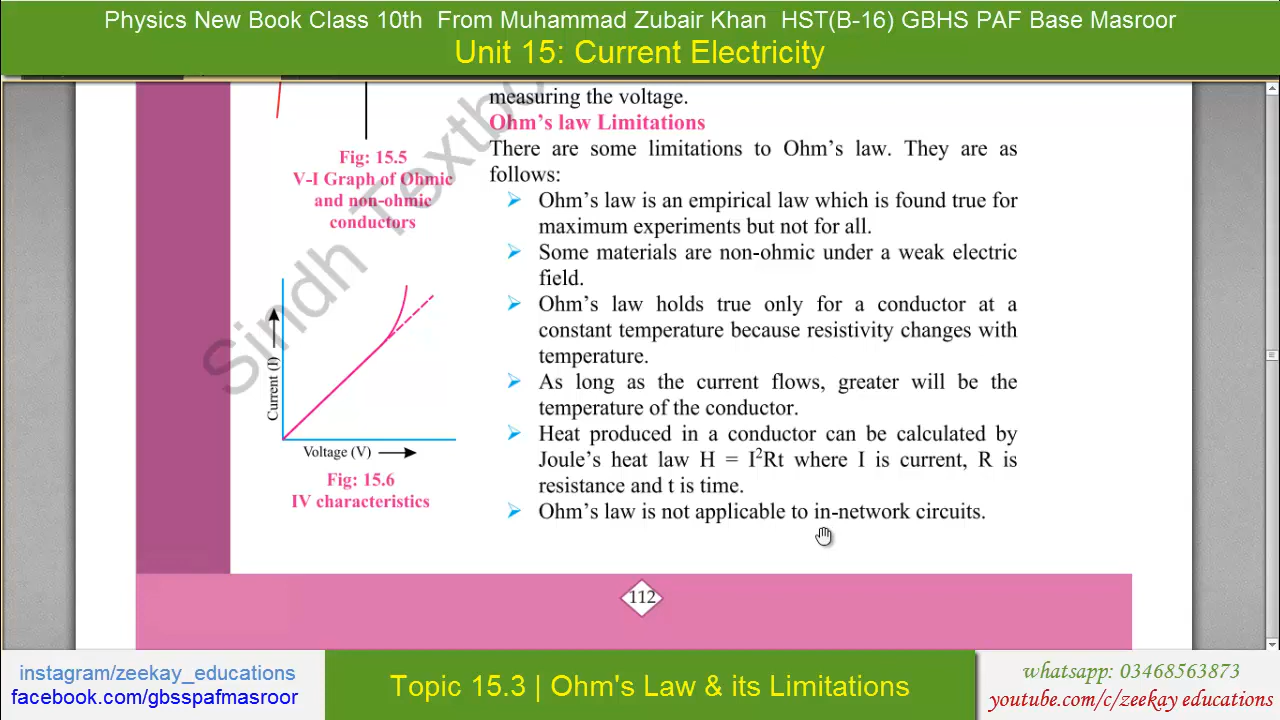 Physics New Book Class 10th From Muhammad Zubair Khan HST(B-16) GBHS PAF Base Masroor
Unit 15: Current Electricity
measuring the voltage.
Ohm's law Limitations
There are some limitations to Ohm's law. They are as
follows:
➢ Ohm's law is an empirical law which is found true for
maximum experiments but not for all.
➢ Some materials are non-ohmic under a weak electric
field.
➢ Ohm's law holds true only for a conductor at a
constant temperature because resistivity changes with
temperature.
➢ As long as the current flows, greater will be the
temperature of the conductor.
➢ Heat produced in a conductor can be calculated by
Joule's heat law H = I²Rt where I is current, R is
resistance and t is time.
➢ Ohm's law is not applicable to in-network circuits.
Fig: 15.5
V-I Graph of Ohmic
and non-ohmic
conductors
Current (I)
Voltage (V)
Fig: 15.6
IV characteristics
Sindh Textbo
112
instagram/zeekay_educations
facebook.com/gbsspafmasroor
Topic 15.3 | Ohm's Law & its Limitations
whatsapp: 03468563873
youtube.com/c/zeekay educations